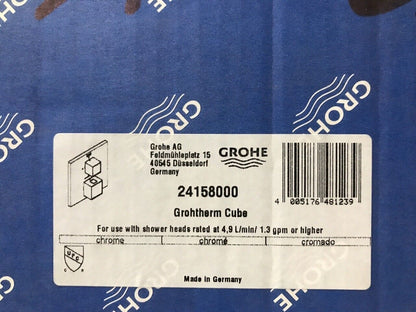 GROHE
GROHE
GROHE
GROHE
Grohe AG
Feldmühleplatz 15
40545 Düsseldorf
Germany
GROHE
24158000
Grohtherm Cube
4 005176 481239
For use with shower heads rated at 4,9 L/min/ 1.3 gpm or higher
chrome chromé cromado
UPC
Made in Germany